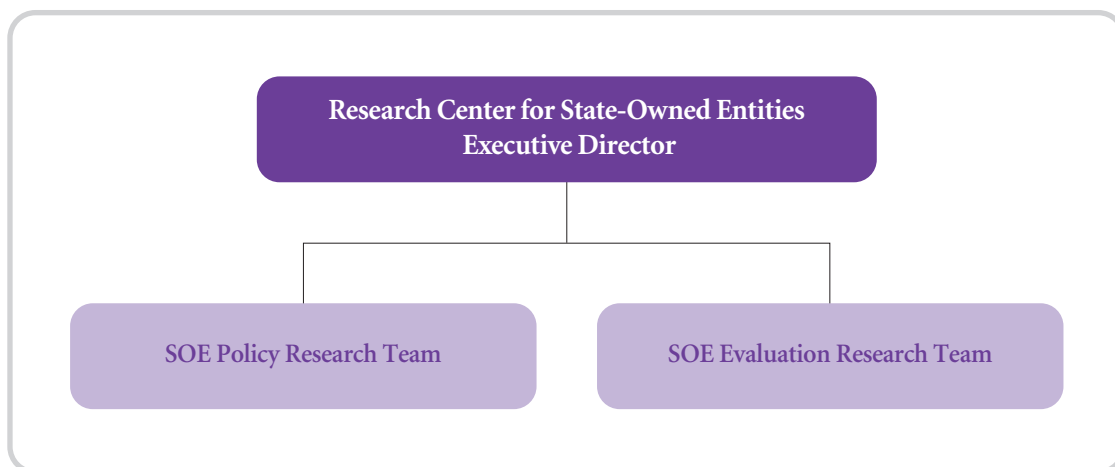 Research Center for State-Owned Entities
Executive Director
SOE Policy Research Team
SOE Evaluation Research Team